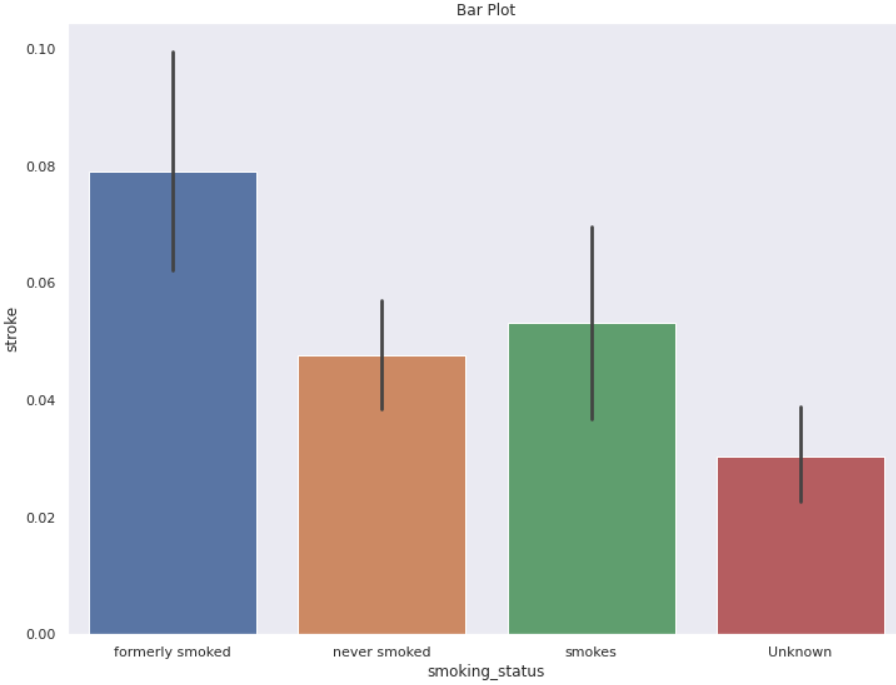 Bar Plot
0.10
0.08
0.06
0.04
0.02
0.00
stroke
formerly smoked
never smoked
smokes
Unknown
smoking_status